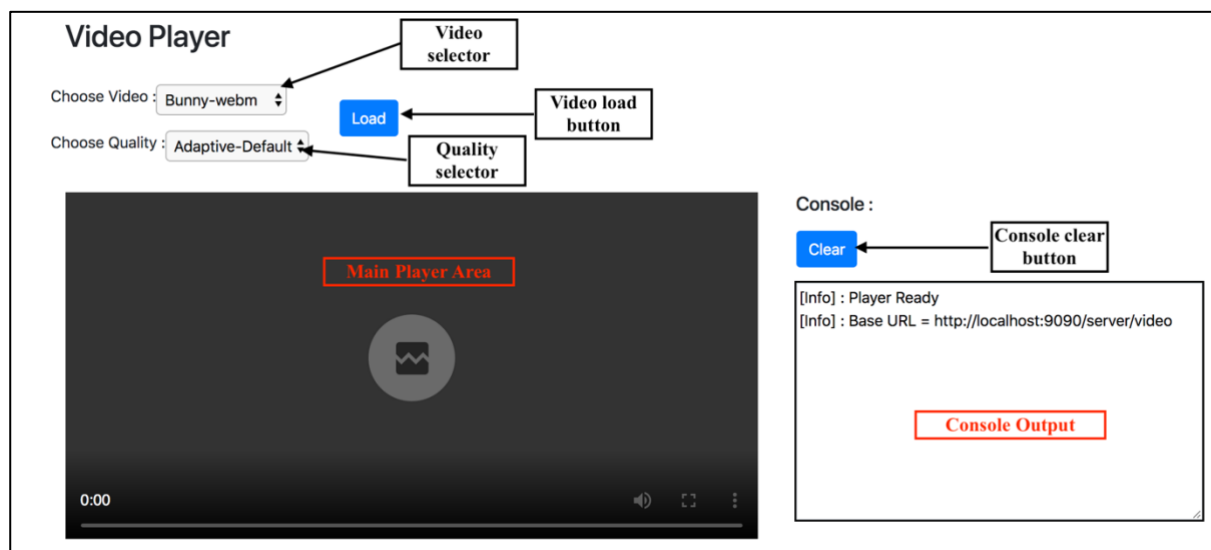 Video Player
Video
selector
Choose Video : Bunny-webm
Load
Video load
button
Choose Quality : Adaptive-Default
Quality
selector
Console :
Clear
Console clear
button
Main Player Area
[Info] : Player Ready
[Info] : Base URL = http://localhost:9090/server/video
Console Output
0:00